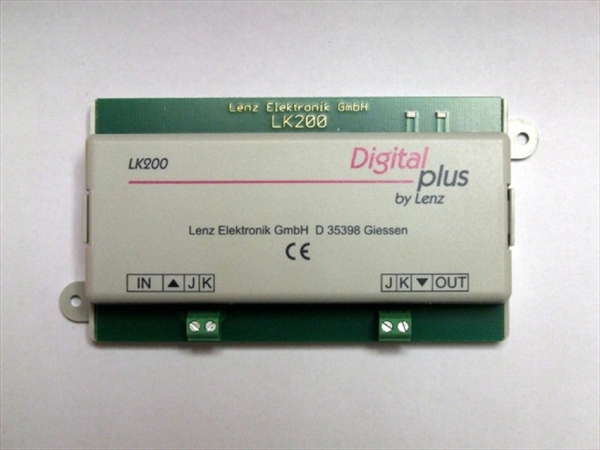 Lenz Elektronik GmbH
LK200
LK200
Digital
plus
by Lenz
Lenz Elektronik GmbH D 35398 Giessen
CE
IN ▲ J K
J K ▼ OUT